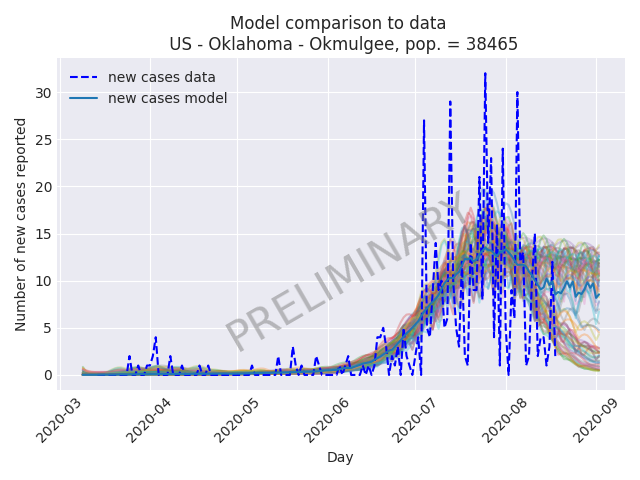 Model comparison to data
US - Oklahoma - Okmulgee, pop. = 38465
new cases data
new cases model
Number of new cases reported
30
25
20
15
10
5
0
PRELIMINARY
2020-03
2020-04
2020-05
2020-06
2020-07
2020-08
2020-09
Day